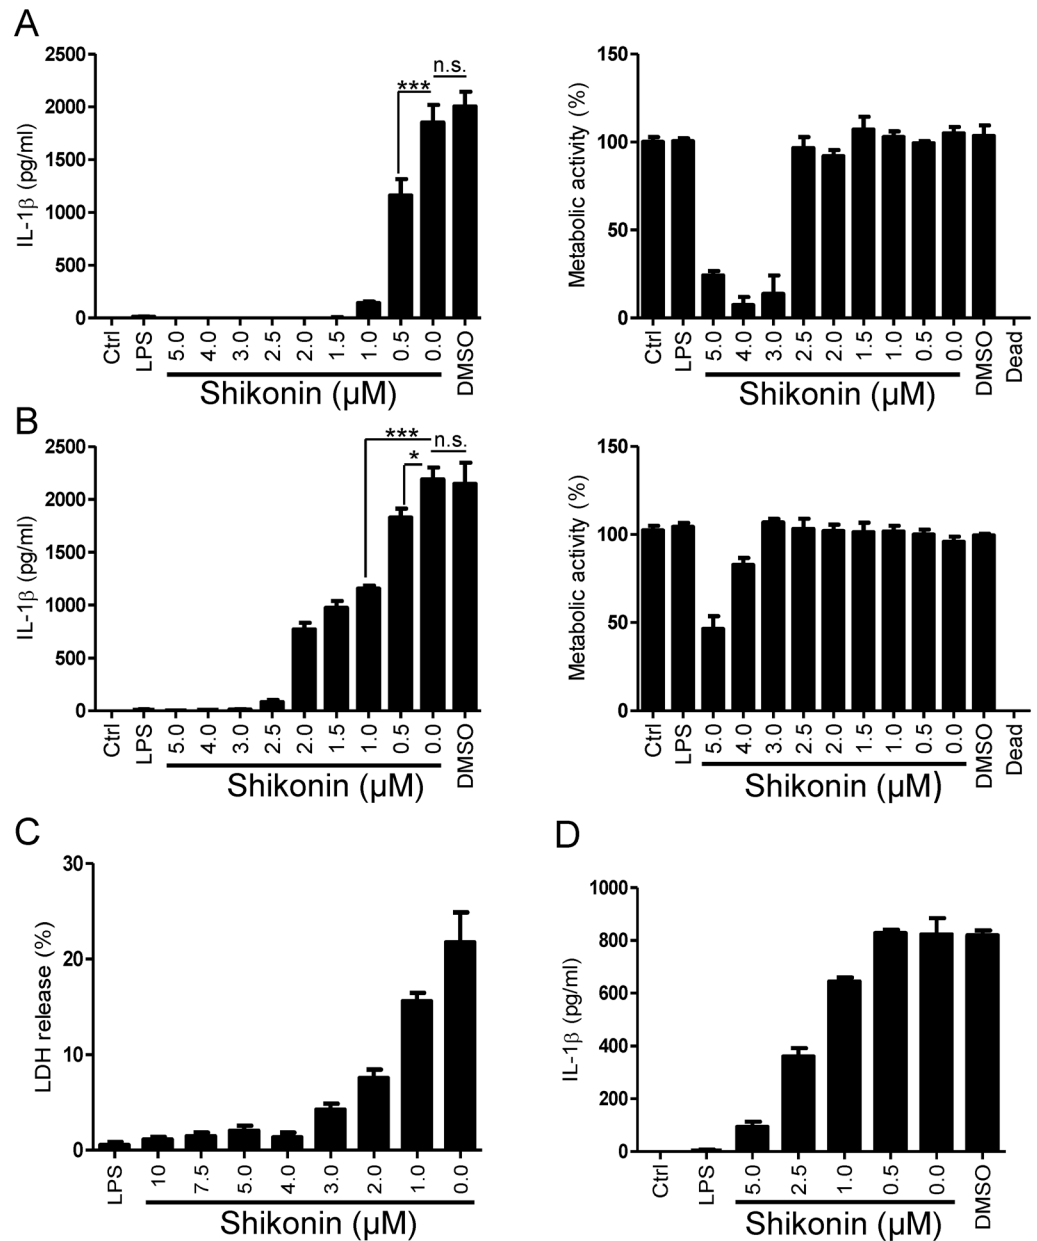 A
IL-1β (pg/ml)
2500
2000
1500
1000
500
0
***
n.s.
Ctrl
LPS
5.0
4.0
3.0
2.5
2.0
1.5
1.0
0.5
0.0
DMSO
Shikonin (µM)
Metabolic activity (%)
150
100
50
0
Ctrl
LPS
5.0
4.0
3.0
2.5
2.0
1.5
1.0
0.5
0.0
DMSO
Dead
Shikonin (µM)
B
IL-1β (pg/ml)
2500
2000
1500
1000
500
0
***
n.s.
*
Ctrl
LPS
5.0
4.0
3.0
2.5
2.0
1.5
1.0
0.5
0.0
DMSO
Shikonin (µM)
Metabolic activity (%)
150
100
50
0
Ctrl
LPS
5.0
4.0
3.0
2.5
2.0
1.5
1.0
0.5
0.0
DMSO
Dead
Shikonin (µM)
C
LDH release (%)
30
20
10
0
LPS
10
7.5
5.0
4.0
3.0
2.0
1.0
0.0
Shikonin (µM)
D
IL-1β (pg/ml)
1000
800
600
400
200
0
Ctrl
LPS
5.0
2.5
1.0
0.5
0.0
DMSO
Shikonin (µM)